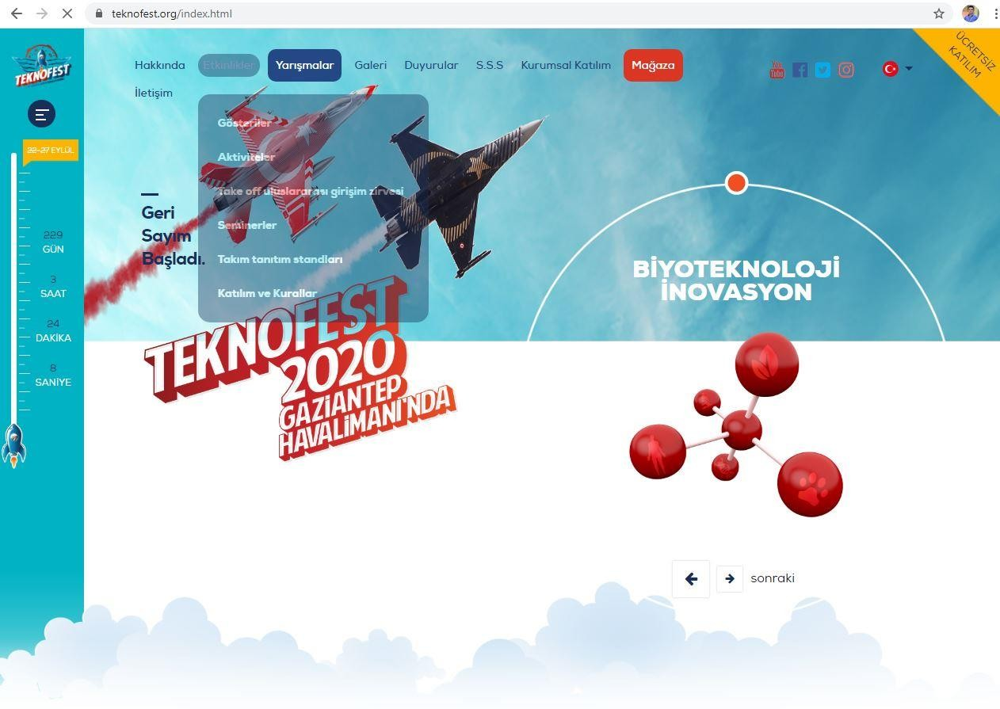 teknofest.org/index.html
TEKNOFEST
Hakkında
Etkinlikler
Yarışmalar
Galeri
Duyurular
S.S.S
Kurumsal Katılım
Mağaza
İletişim
You
Tube
ÜCRETSİZ
KATILIM
Gösteriler
Aktiviteler
Take off uluslararası girişim zirvesi
Seminerler
Takım tanıtım standları
Katılım ve Kurallar
22-27 EYLÜL
229
GÜN
3
SAAT
24
DAKİKA
8
SANİYE
Geri
Sayım
Başladı.
TEKNOFEST
2020
GAZİANTEP
HAVALİMANI'NDA
BİYOTEKNOLOJİ
İNOVASYON
sonraki